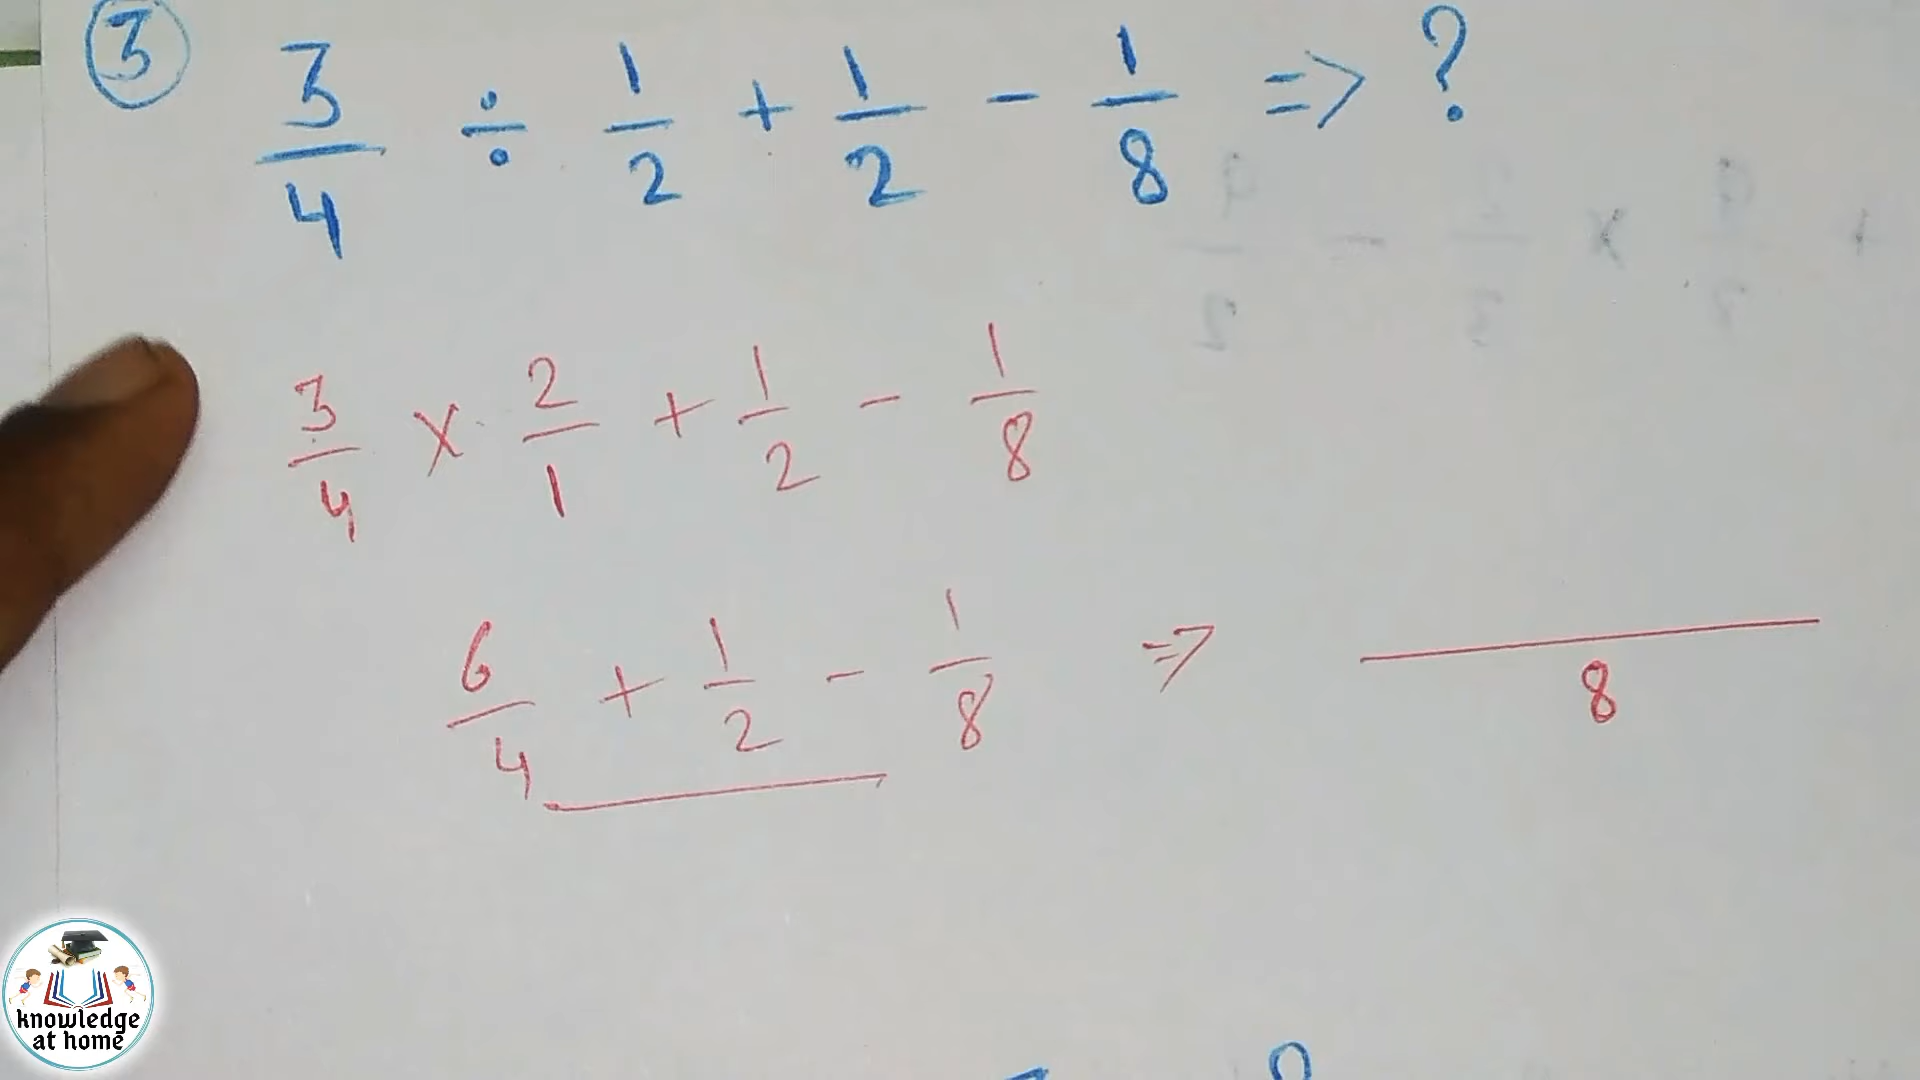 ③ 3/4 ÷ 1/2 + 1/2 - 1/8 => ?
3/4 x 2/1 + 1/2 - 1/8
6/4 + 1/2 - 1/8 => /8
knowledge
at home